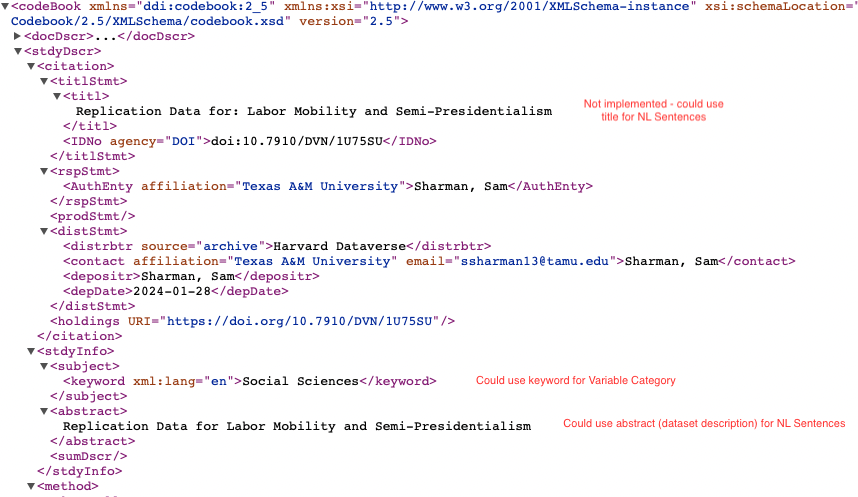 ▼<codeBook xmlns="ddi:codebook:2_5" xmlns:xsi="http://www.w3.org/2001/XMLSchema-instance" xsi:schemaLocation="
Codebook/2.5/XMLSchema/codebook.xsd" version="2.5">
▶<docDscr>...</docDscr>
▼<stdyDscr>
▼<citation>
▼<titlStmt>
▼<titl>
Replication Data for: Labor Mobility and Semi-Presidentialism
Not implemented - could use
title for NL Sentences
</titl>
<IDNo agency="DOI">doi:10.7910/DVN/1U75SU</IDNo>
</titlStmt>
▼<rspStmt>
<AuthEnty affiliation="Texas A&M University">Sharman, Sam</AuthEnty>
</rspStmt>
<prodStmt/>
▼<distStmt>
<distrbtr source="archive">Harvard Dataverse</distrbtr>
<contact affiliation="Texas A&M University" email="ssharman13@tamu.edu">Sharman, Sam</contact>
<depositr>Sharman, Sam</depositr>
<depDate>2024-01-28</depDate>
</distStmt>
<holdings URI="https://doi.org/10.7910/DVN/1U75SU"/>
</citation>
▼<stdyInfo>
▼<subject>
<keyword xml:lang="en">Social Sciences</keyword> Could use keyword for Variable Category
</subject>
▼<abstract>
Replication Data for Labor Mobility and Semi-Presidentialism Could use abstract (dataset description) for NL Sentences
</abstract>
<sumDscr/>
</stdyInfo>
▼<method>